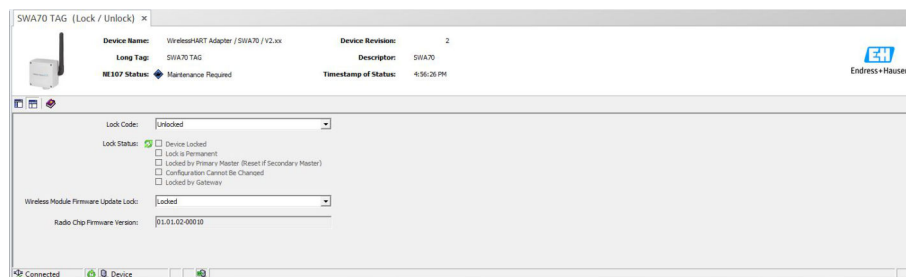 SWA70 TAG (Lock / Unlock) ×
Device Name: WirelessHART Adapter / SWA70 / V2.xx Device Revision: 2
Long Tag: SWA70 TAG Descriptor: SWA70
NE107 Status: Maintenance Required Timestamp of Status: 4:56:26 PM
EH
Endress+Hauser
Lock Code: Unlocked
Lock Status: Device Locked
Lock is Permanent
Locked by Primary Master (Reset if Secondary Master)
Configuration Cannot Be Changed
Locked by Gateway
Wireless Module Firmware Update Lock: Locked
Radio Chip Firmware Version: 01.01.02-00010
Connected Device